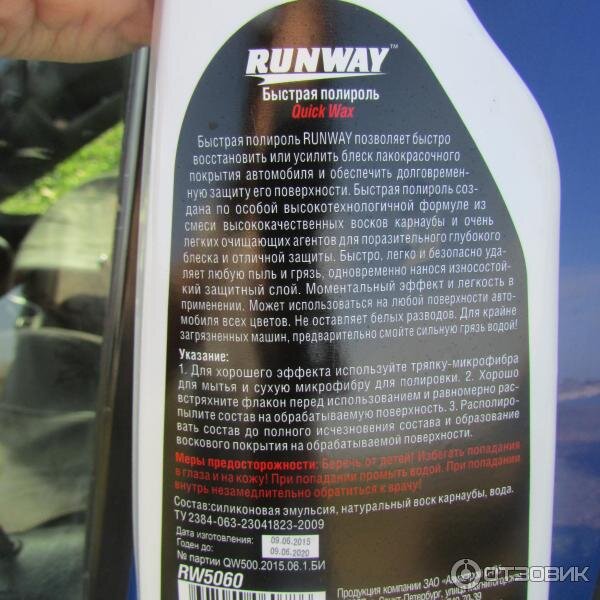 RUNWAY™
Быстрая полироль
Quick Wax
Быстрая полироль RUNWAY позволяет быстро
восстановить или усилить блеск лакокрасочного
покрытия автомобиля и обеспечить долговремен-
ную защиту его поверхности. Быстрая полироль соз-
дана по особой высокотехнологичной формуле из
смеси высококачественных восков карнаубы и очень
легких очищающих агентов для поразительного глубокого
блеска и отличной защиты. Быстро, легко и безопасно уда-
ляет любую пыль и грязь, одновременно нанося износостой-
кий защитный слой. Моментальный эффект и легкость в
применении. Может использоваться на любой поверхности авто-
мобиля всех цветов. Не оставляет белых разводов. Для крайне
загрязненных машин, предварительно смойте сильную грязь водой!
Указание:
1. Для хорошего эффекта используйте тряпку-микрофибра
для мытья и сухую микрофибру для полировки. 2. Хорошо
встряхните флакон перед использованием и равномерно рас-
пылите состав на обрабатываемую поверхность. 3. Располиро-
вать состав до полного исчезновения состава и образование
воскового покрытия на обрабатываемой поверхности.
Меры предосторожности: Беречь от детей! Избегать попадания
в глаза и на кожу! При попадании промыть водой. При попадании
внутрь незамедлительно обратиться к врачу!
Состав:силиконовая эмульсия, натуральный воск карнаубы, вода.
ТУ 2384-063-23041823-2009
Дата изготовления: 09.06.2015
Годен до: 09.06.2020
№ партии QW500.2015.06.1.БИ
RW5060
Продукция компании ЗАО
Санкт-Петербург, улица
ОТЗОВИК